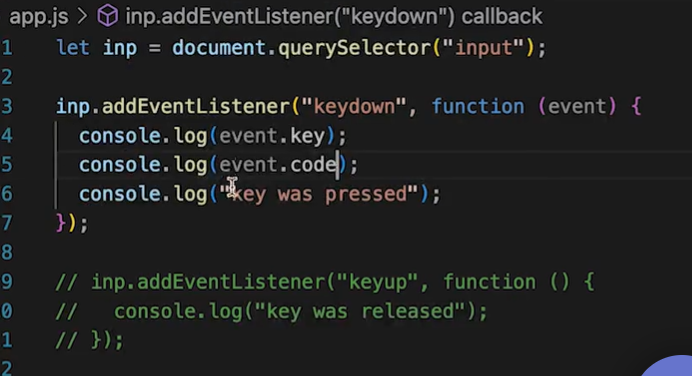 app.js > inp.addEventListener("keydown") callback
1 let inp = document.querySelector("input");
2
3 inp.addEventListener("keydown", function (event) {
4 console.log(event.key);
5 console.log(event.code);
6 console.log("key was pressed");
7 });
8
9 // inp.addEventListener("keyup", function () {
0 // console.log("key was released");
1 // });
2